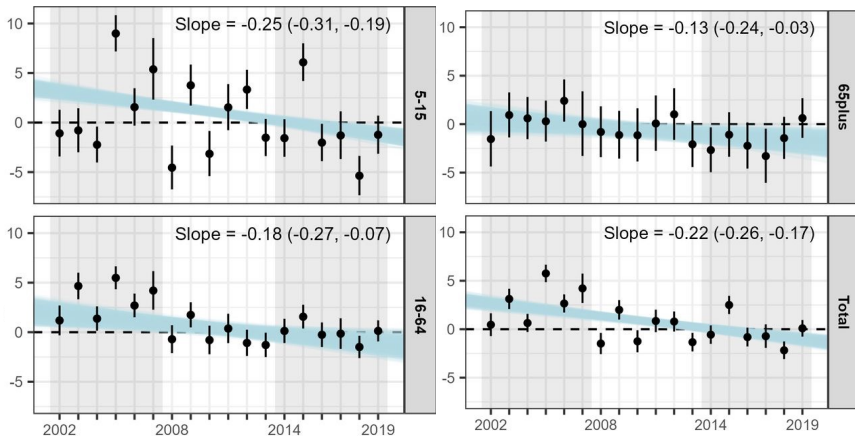 Slope = -0.25 (-0.31, -0.19)
10
5
0
-5
5-15
Slope = -0.13 (-0.24, -0.03)
10
5
0
-5
65plus
Slope = -0.18 (-0.27, -0.07)
10
5
0
-5
16-64
2002 2008 2014 2019
Slope = -0.22 (-0.26, -0.17)
10
5
0
-5
Total
2002 2008 2014 2019